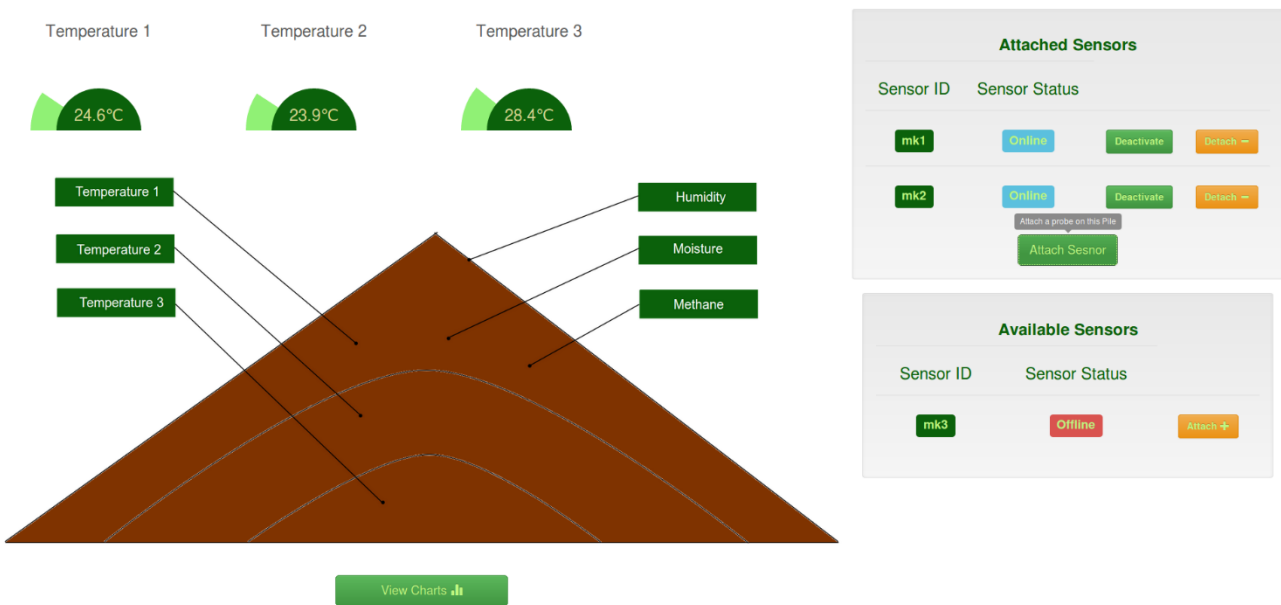 Temperature 1
Temperature 2
Temperature 3
24.6°C
23.9°C
28.4°C
Temperature 1
Temperature 2
Temperature 3
Humidity
Moisture
Methane
View Charts
Attached Sensors
Sensor ID Sensor Status
mk1 Online Deactivate Detach −
mk2 Online Deactivate Detach −
Attach a probe on this Pile
Attach Sesnor
Available Sensors
Sensor ID Sensor Status
mk3 Offline Attach +